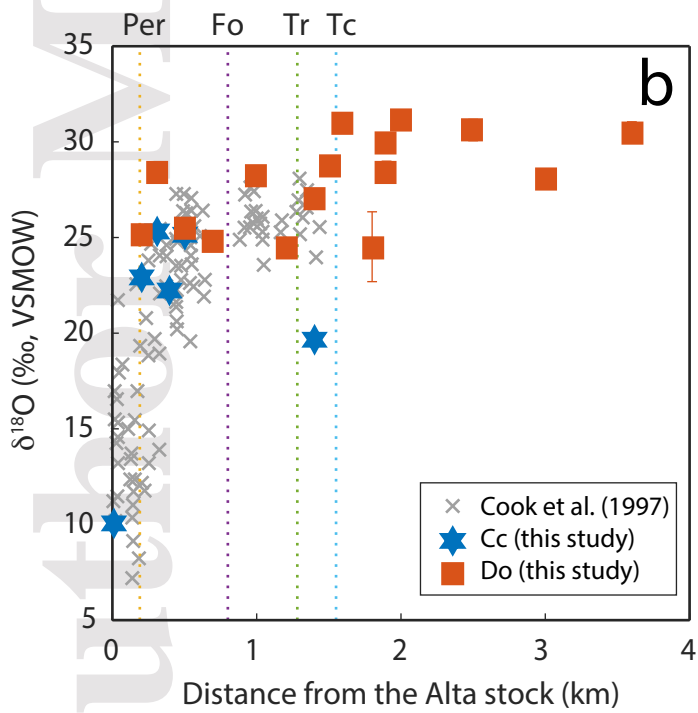 Per Fo Tr Tc
b
35
30
25
20
15
10
5
δ¹⁸O (‰, VSMOW)
Cook et al. (1997)
Cc (this study)
Do (this study)
0 1 2 3 4
Distance from the Alta stock (km)
uthor M